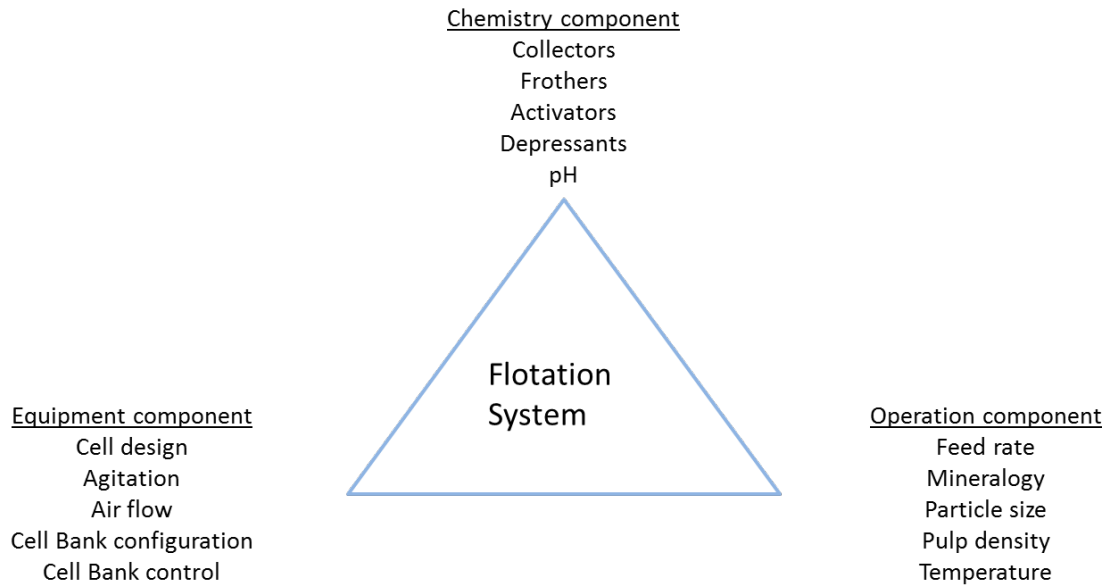 Chemistry component
Collectors
Frothers
Activators
Depressants
pH
Flotation
System
Equipment component
Cell design
Agitation
Air flow
Cell Bank configuration
Cell Bank control
Operation component
Feed rate
Mineralogy
Particle size
Pulp density
Temperature